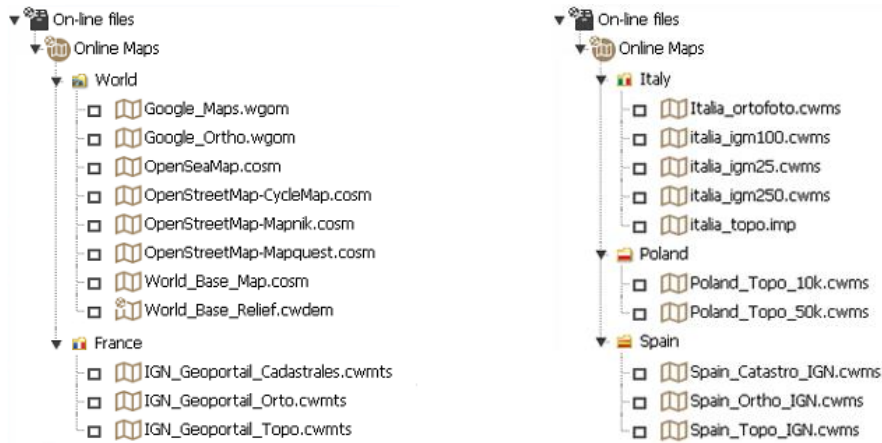 On-line files
Online Maps
World
Google_Maps.wgom
Google_Ortho.wgom
OpenSeaMap.cosm
OpenStreetMap-CycleMap.cosm
OpenStreetMap-Mapnik.cosm
OpenStreetMap-Mapquest.cosm
World_Base_Map.cosm
World_Base_Relief.cwdem
France
IGN_Geoportail_Cadastrales.cwmts
IGN_Geoportail_Orto.cwmts
IGN_Geoportail_Topo.cwmts
On-line files
Online Maps
Italy
Italia_ortofoto.cwms
italia_igm100.cwms
italia_igm25.cwms
italia_igm250.cwms
italia_topo.imp
Poland
Poland_Topo_10k.cwms
Poland_Topo_50k.cwms
Spain
Spain_Catastro_IGN.cwms
Spain_Ortho_IGN.cwms
Spain_Topo_IGN.cwms